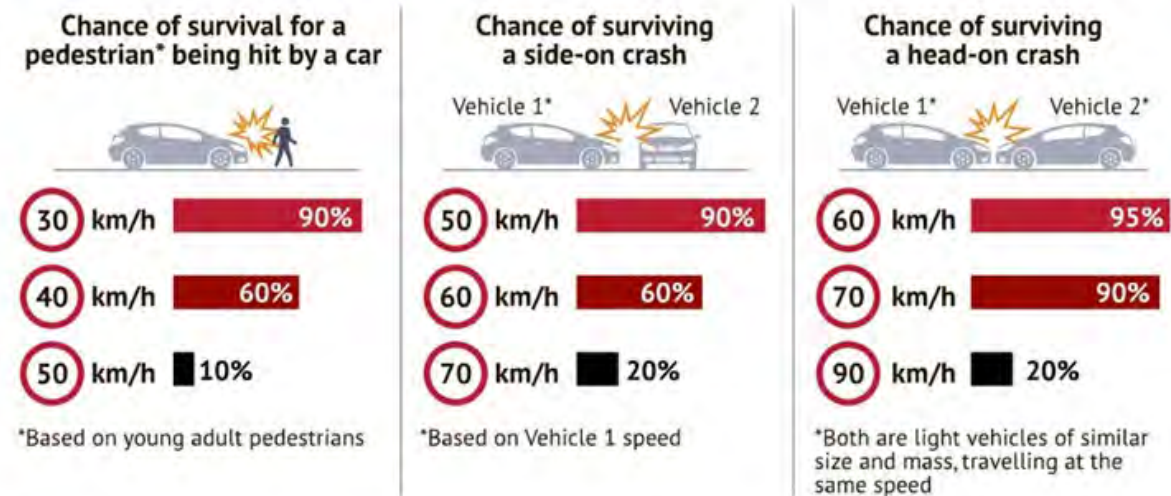 Chance of survival for a
pedestrian* being hit by a car
30 km/h 90%
40 km/h 60%
50 km/h 10%
*Based on young adult pedestrians
Chance of surviving
a side-on crash
Vehicle 1* Vehicle 2
50 km/h 90%
60 km/h 60%
70 km/h 20%
*Based on Vehicle 1 speed
Chance of surviving
a head-on crash
Vehicle 1* Vehicle 2*
60 km/h 95%
70 km/h 90%
90 km/h 20%
*Both are light vehicles of similar
size and mass, travelling at the
same speed